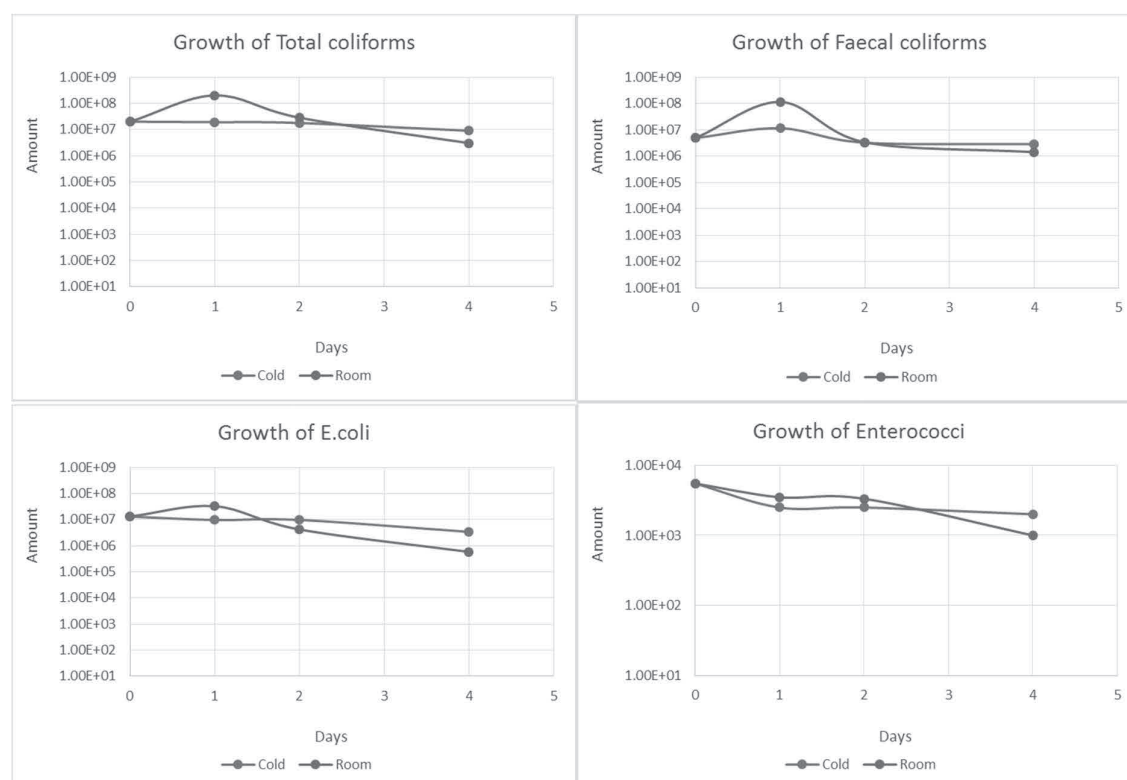 Growth of Total coliforms
1.00E+09
1.00E+08
1.00E+07
1.00E+06
1.00E+05
1.00E+04
1.00E+03
1.00E+02
1.00E+01
Amount
0 1 2 3 4 5
Days
Cold Room
Growth of Faecal coliforms
1.00E+09
1.00E+08
1.00E+07
1.00E+06
1.00E+05
1.00E+04
1.00E+03
1.00E+02
1.00E+01
Amount
0 1 2 3 4 5
Days
Cold Room
Growth of E.coli
1.00E+09
1.00E+08
1.00E+07
1.00E+06
1.00E+05
1.00E+04
1.00E+03
1.00E+02
1.00E+01
Amount
0 1 2 3 4 5
Days
Cold Room
Growth of Enterococci
1.00E+04
1.00E+03
1.00E+02
1.00E+01
Amount
0 1 2 3 4 5
Days
Cold Room